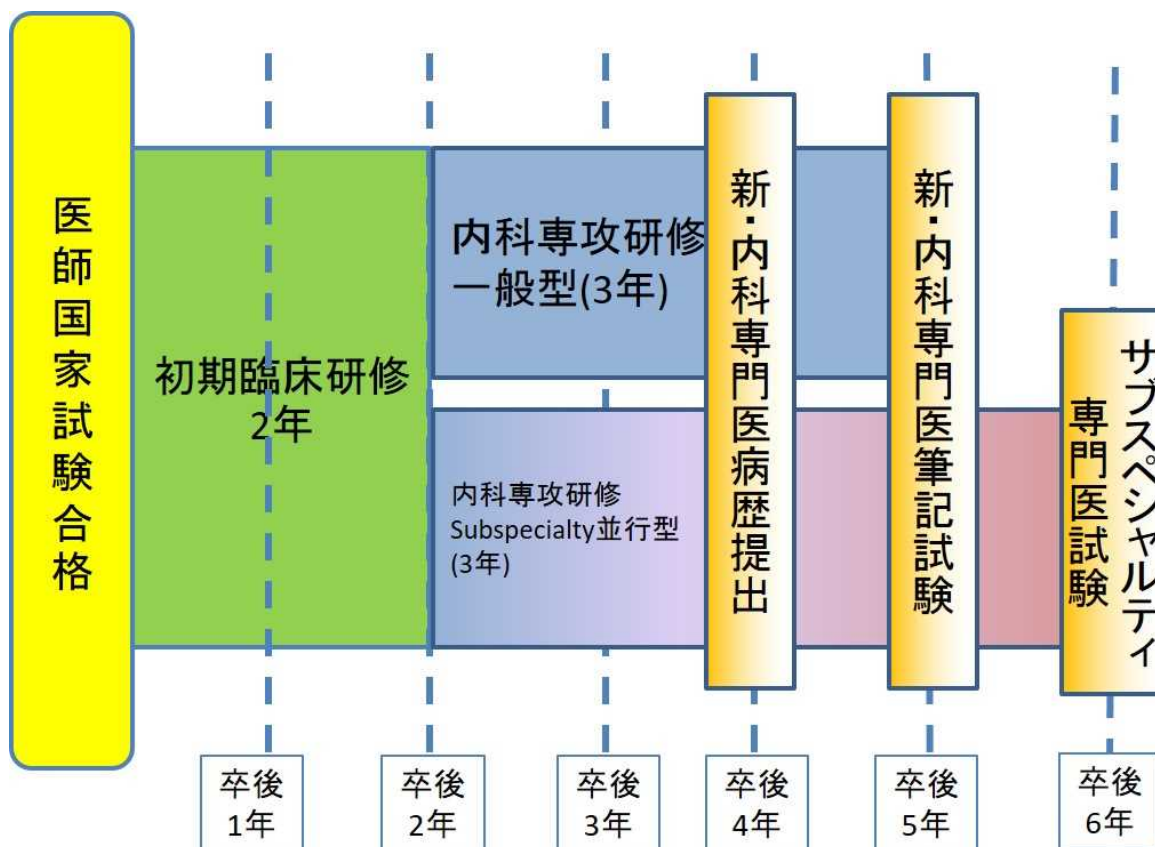 医師国家試験合格
初期臨床研修
2年
内科専攻研修
一般型(3年)
内科専攻研修
Subspecialty並行型
(3年)
新・内科専門医病歴提出
新・内科専門医筆記試験
サブスペシャルティ
専門医試験
卒後
1年
卒後
2年
卒後
3年
卒後
4年
卒後
5年
卒後
6年